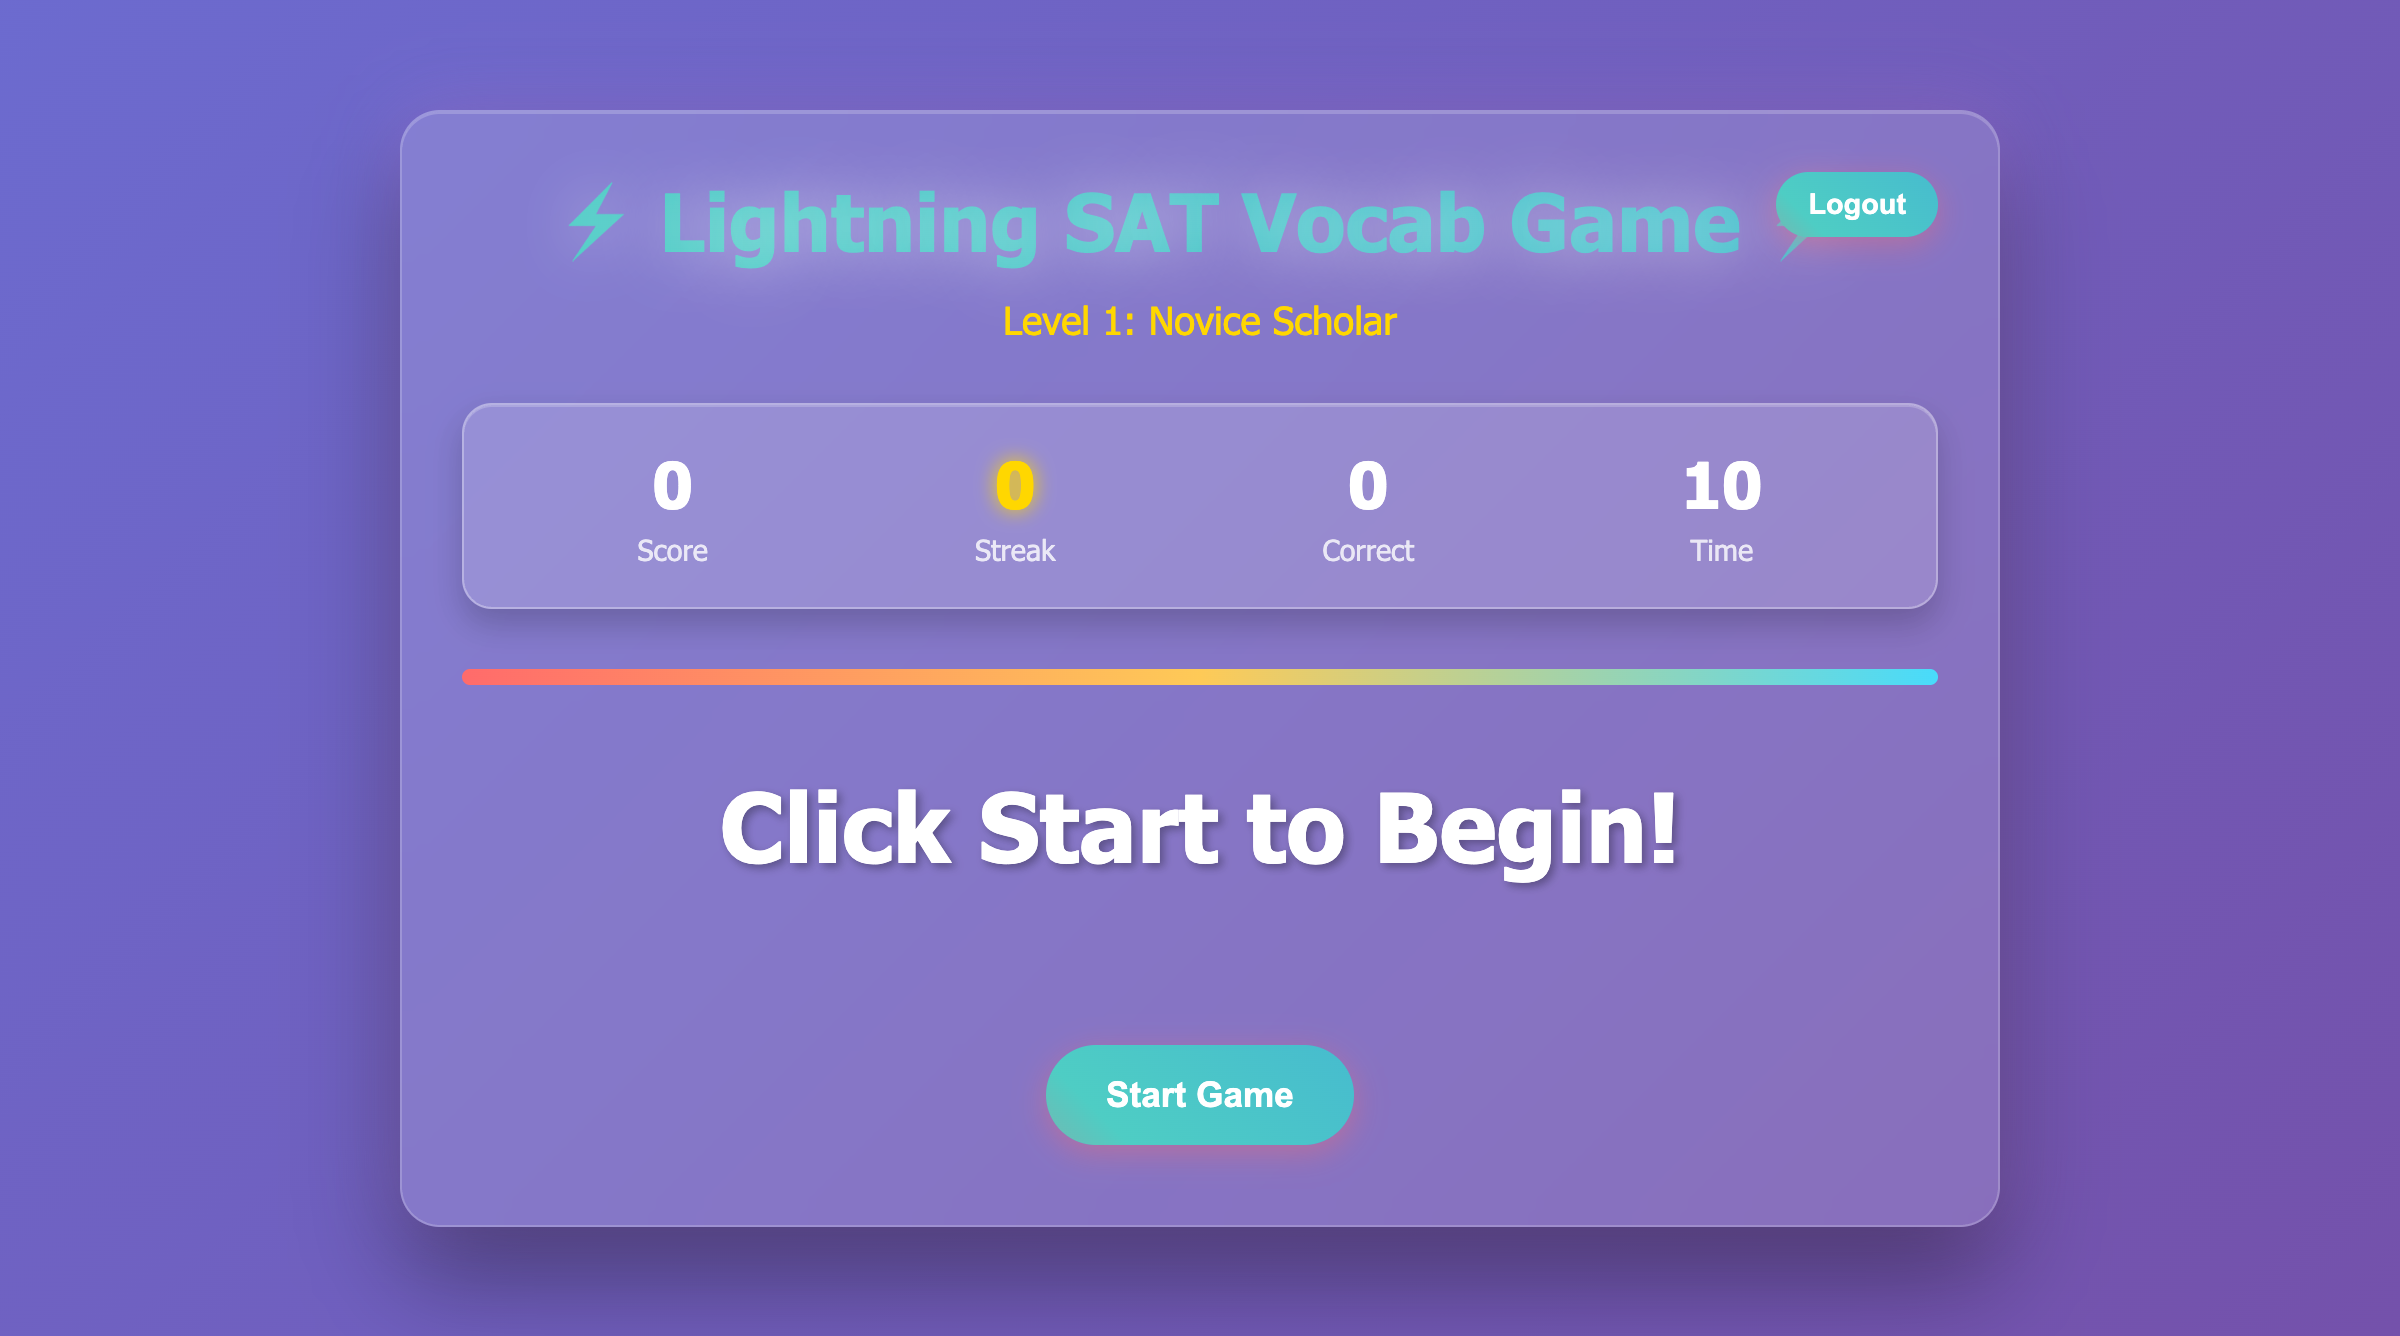 ⚡ Lightning SAT Vocab Game ⚡
Logout
Level 1: Novice Scholar
0 0 0 10
Score Streak Correct Time
Click Start to Begin!
Start Game